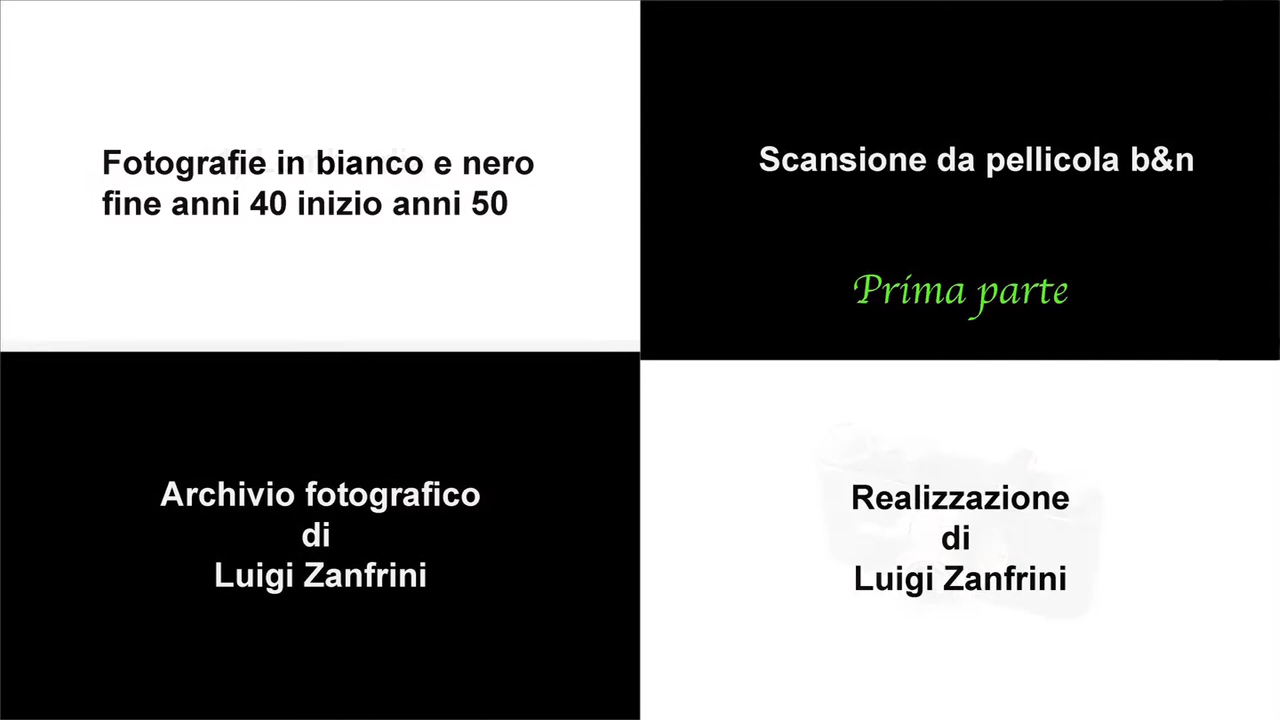 Fotografie in bianco e nero
fine anni 40 inizio anni 50
Scansione da pellicola b&n
Prima parte
Archivio fotografico
di
Luigi Zanfrini
Realizzazione
di
Luigi Zanfrini